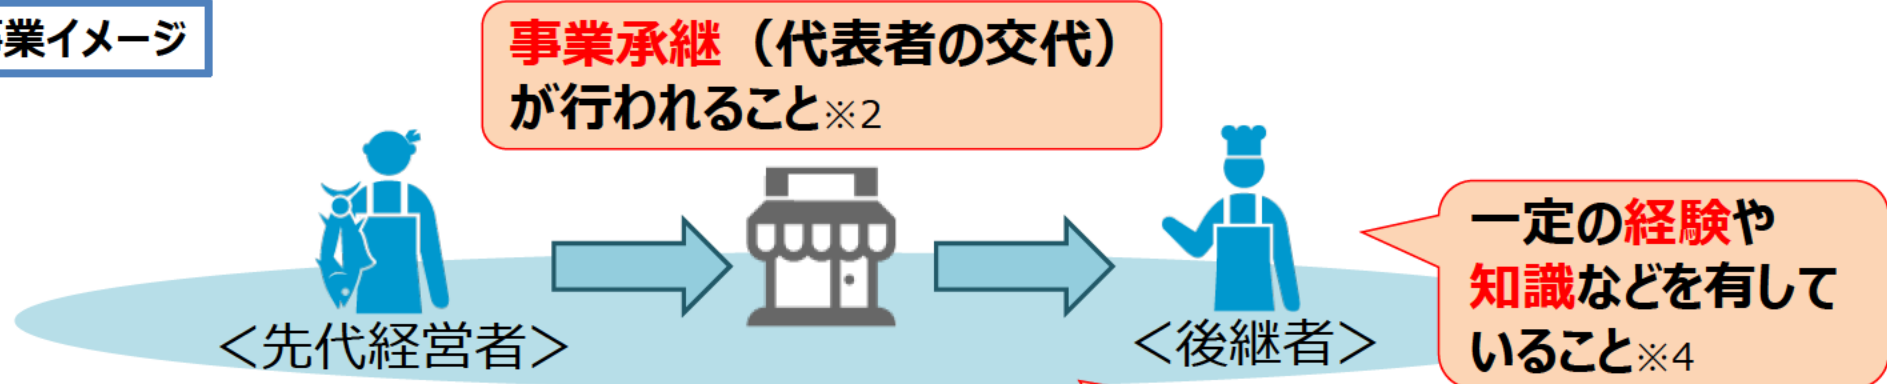 業イメージ
事業承継（代表者の交代）
が行われること※2
一定の経験や
知識などを有して
いること※4
＜先代経営者＞
＜後継者＞